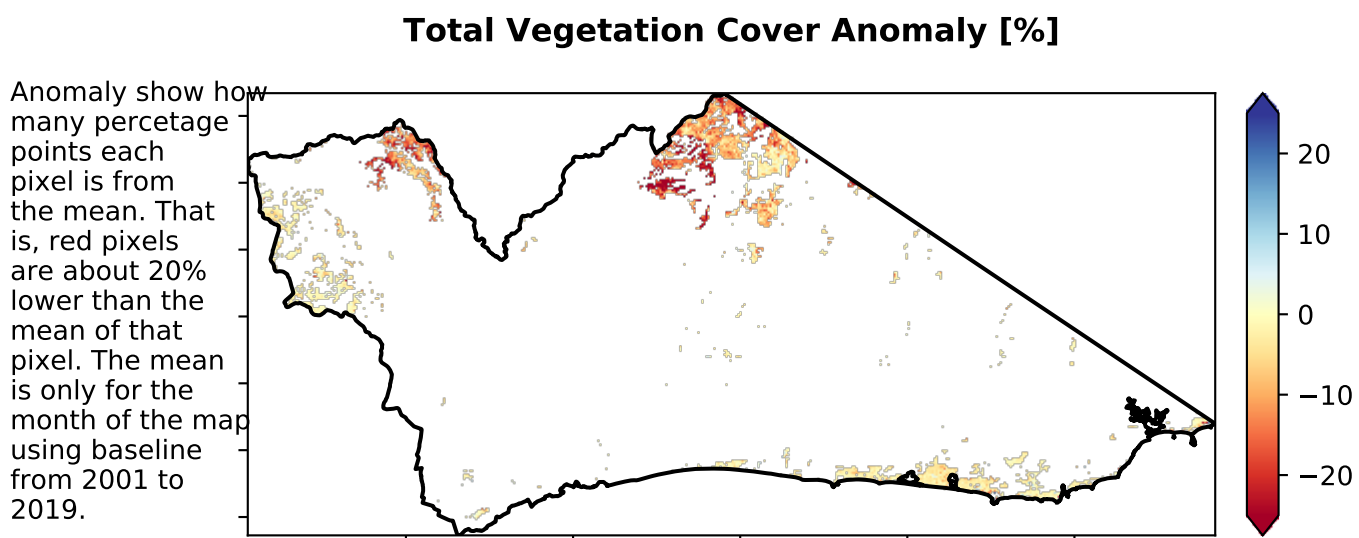 Total Vegetation Cover Anomaly [%]
Anomaly show how
many percetage
points each
pixel is from
the mean. That
is, red pixels
are about 20%
lower than the
mean of that
pixel. The mean
is only for the
month of the map
using baseline
from 2001 to
2019.
20
10
0
−10
−20